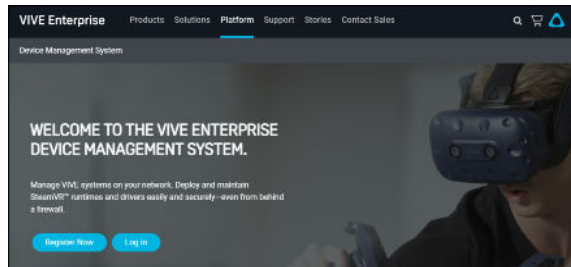 VIVE Enterprise Products Solutions Platform Support Stories Contact Sales
Device Management System
WELCOME TO THE VIVE ENTERPRISE
DEVICE MANAGEMENT SYSTEM.
Manage VIVE systems on your network. Deploy and maintain
SteamVR™ runtimes and drivers easily and securely—even from behind
a firewall.
Register Now Log in